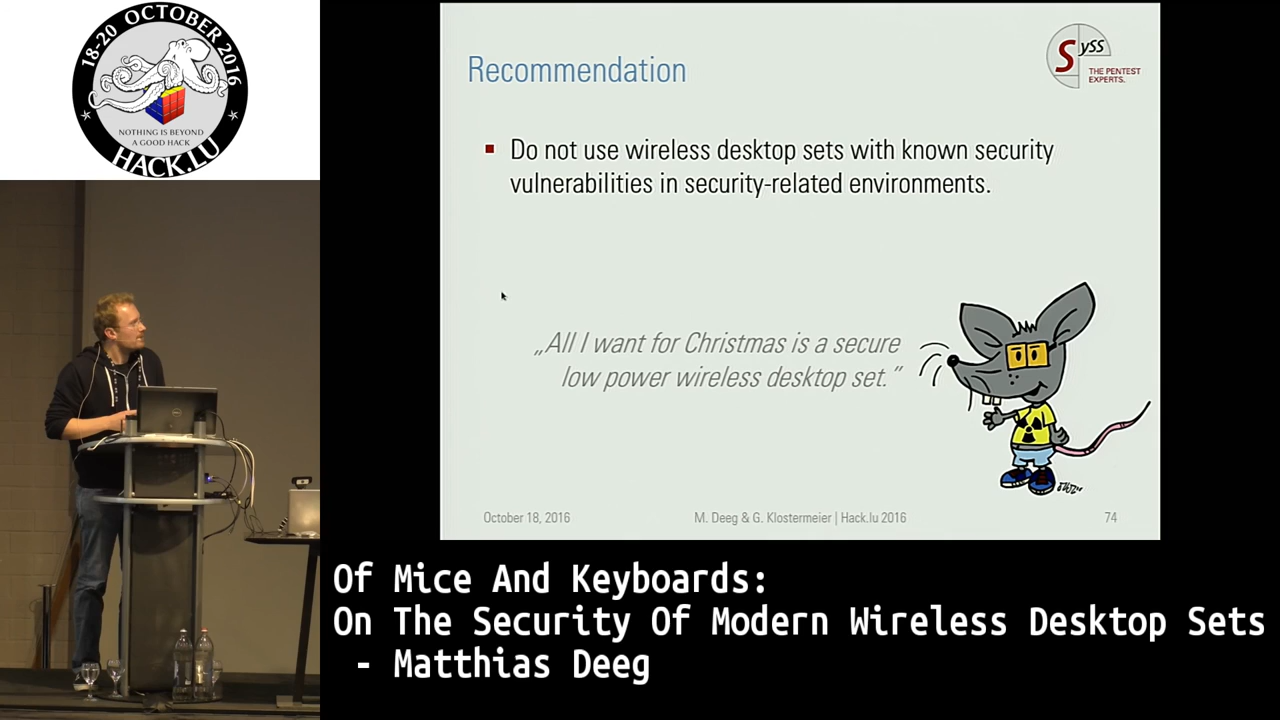 18-20 OCTOBER 2016
NOTHING IS BEYOND
A GOOD HACK
HACK.LU
Recommendation
SySS
THE PENTEST
EXPERTS.
▪ Do not use wireless desktop sets with known security
vulnerabilities in security-related environments.
„All I want for Christmas is a secure
low power wireless desktop set.”
October 18, 2016
M. Deeg & G. Klostermeier | Hack.lu 2016
74
Of Mice And Keyboards:
On The Security Of Modern Wireless Desktop Sets
- Matthias Deeg